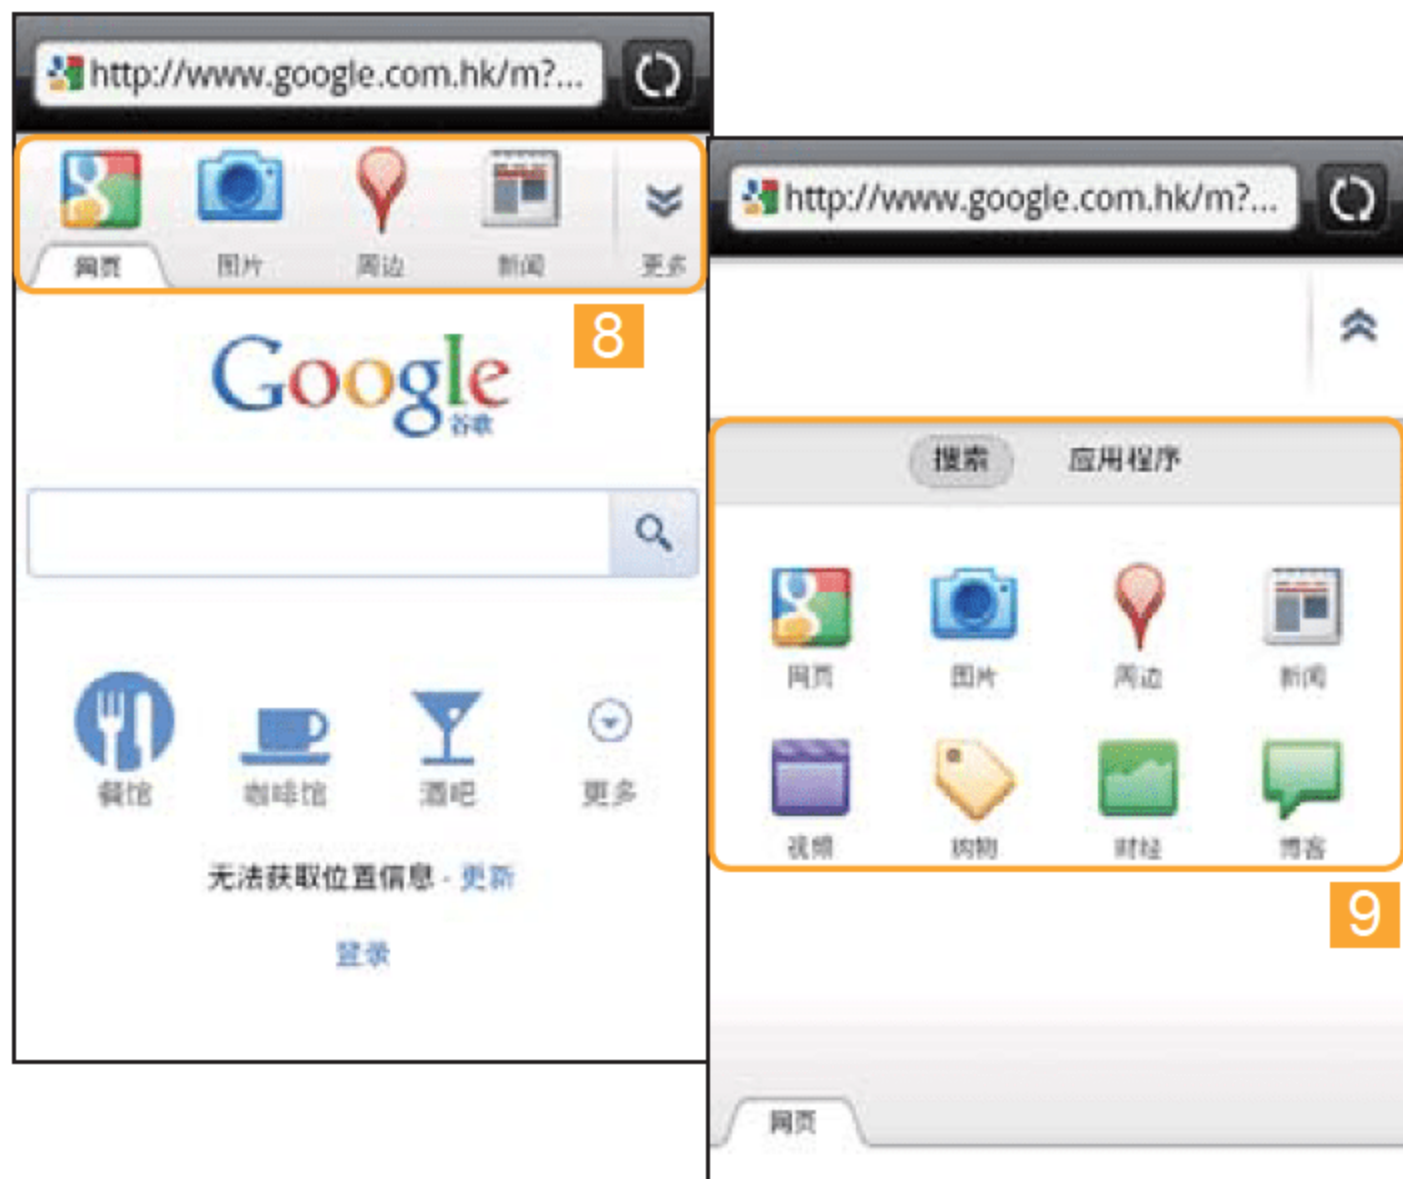 http://www.google.com.hk/m?...
网页 图片 周边 新闻 更多
8
Google
谷歌
餐馆 咖啡馆 酒吧 更多
无法获取位置信息 - 更新
登录
http://www.google.com.hk/m?...
搜索 应用程序
网页 图片 周边 新闻
视频 购物 财经 博客
9
网页